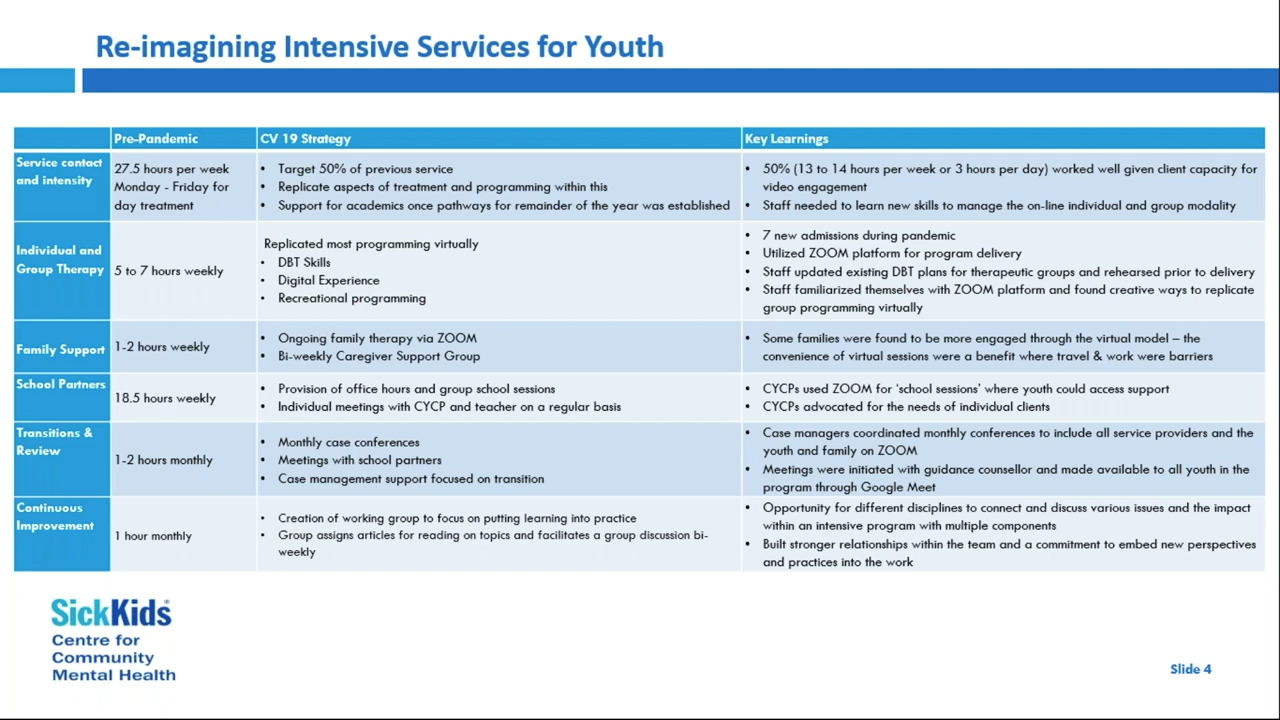 Re-imagining Intensive Services for Youth
Pre-Pandemic
CV 19 Strategy
Key Learnings
Service contact
and intensity
27.5 hours per week
Monday - Friday for
day treatment
• Target 50% of previous service
• Replicate aspects of treatment and programming within this
• Support for academics once pathways for remainder of the year was established
• 50% (13 to 14 hours per week or 3 hours per day) worked well given client capacity for
video engagement
• Staff needed to learn new skills to manage the on-line individual and group modality
Individual and
Group Therapy
5 to 7 hours weekly
Replicated most programming virtually
• DBT Skills
• Digital Experience
• Recreational programming
• 7 new admissions during pandemic
• Utilized ZOOM platform for program delivery
• Staff updated existing DBT plans for therapeutic groups and rehearsed prior to delivery
• Staff familiarized themselves with ZOOM platform and found creative ways to replicate
group programming virtually
Family Support
1-2 hours weekly
• Ongoing family therapy via ZOOM
• Bi-weekly Caregiver Support Group
• Some families were found to be more engaged through the virtual model – the
convenience of virtual sessions were a benefit where travel & work were barriers
School Partners
18.5 hours weekly
• Provision of office hours and group school sessions
• Individual meetings with CYCP and teacher on a regular basis
• CYCPs used ZOOM for ‘school sessions’ where youth could access support
• CYCPs advocated for the needs of individual clients
Transitions &
Review
1-2 hours monthly
• Monthly case conferences
• Meetings with school partners
• Case management support focused on transition
• Case managers coordinated monthly conferences to include all service providers and the
youth and family on ZOOM
• Meetings were initiated with guidance counsellor and made available to all youth in the
program through Google Meet
Continuous
Improvement
1 hour monthly
• Creation of working group to focus on putting learning into practice
• Group assigns articles for reading on topics and facilitates a group discussion bi-
weekly
• Opportunity for different disciplines to connect and discuss various issues and the impact
within an intensive program with multiple components
• Built stronger relationships within the team and a commitment to embed new perspectives
and practices into the work
SickKids®
Centre for
Community
Mental Health
Slide 4